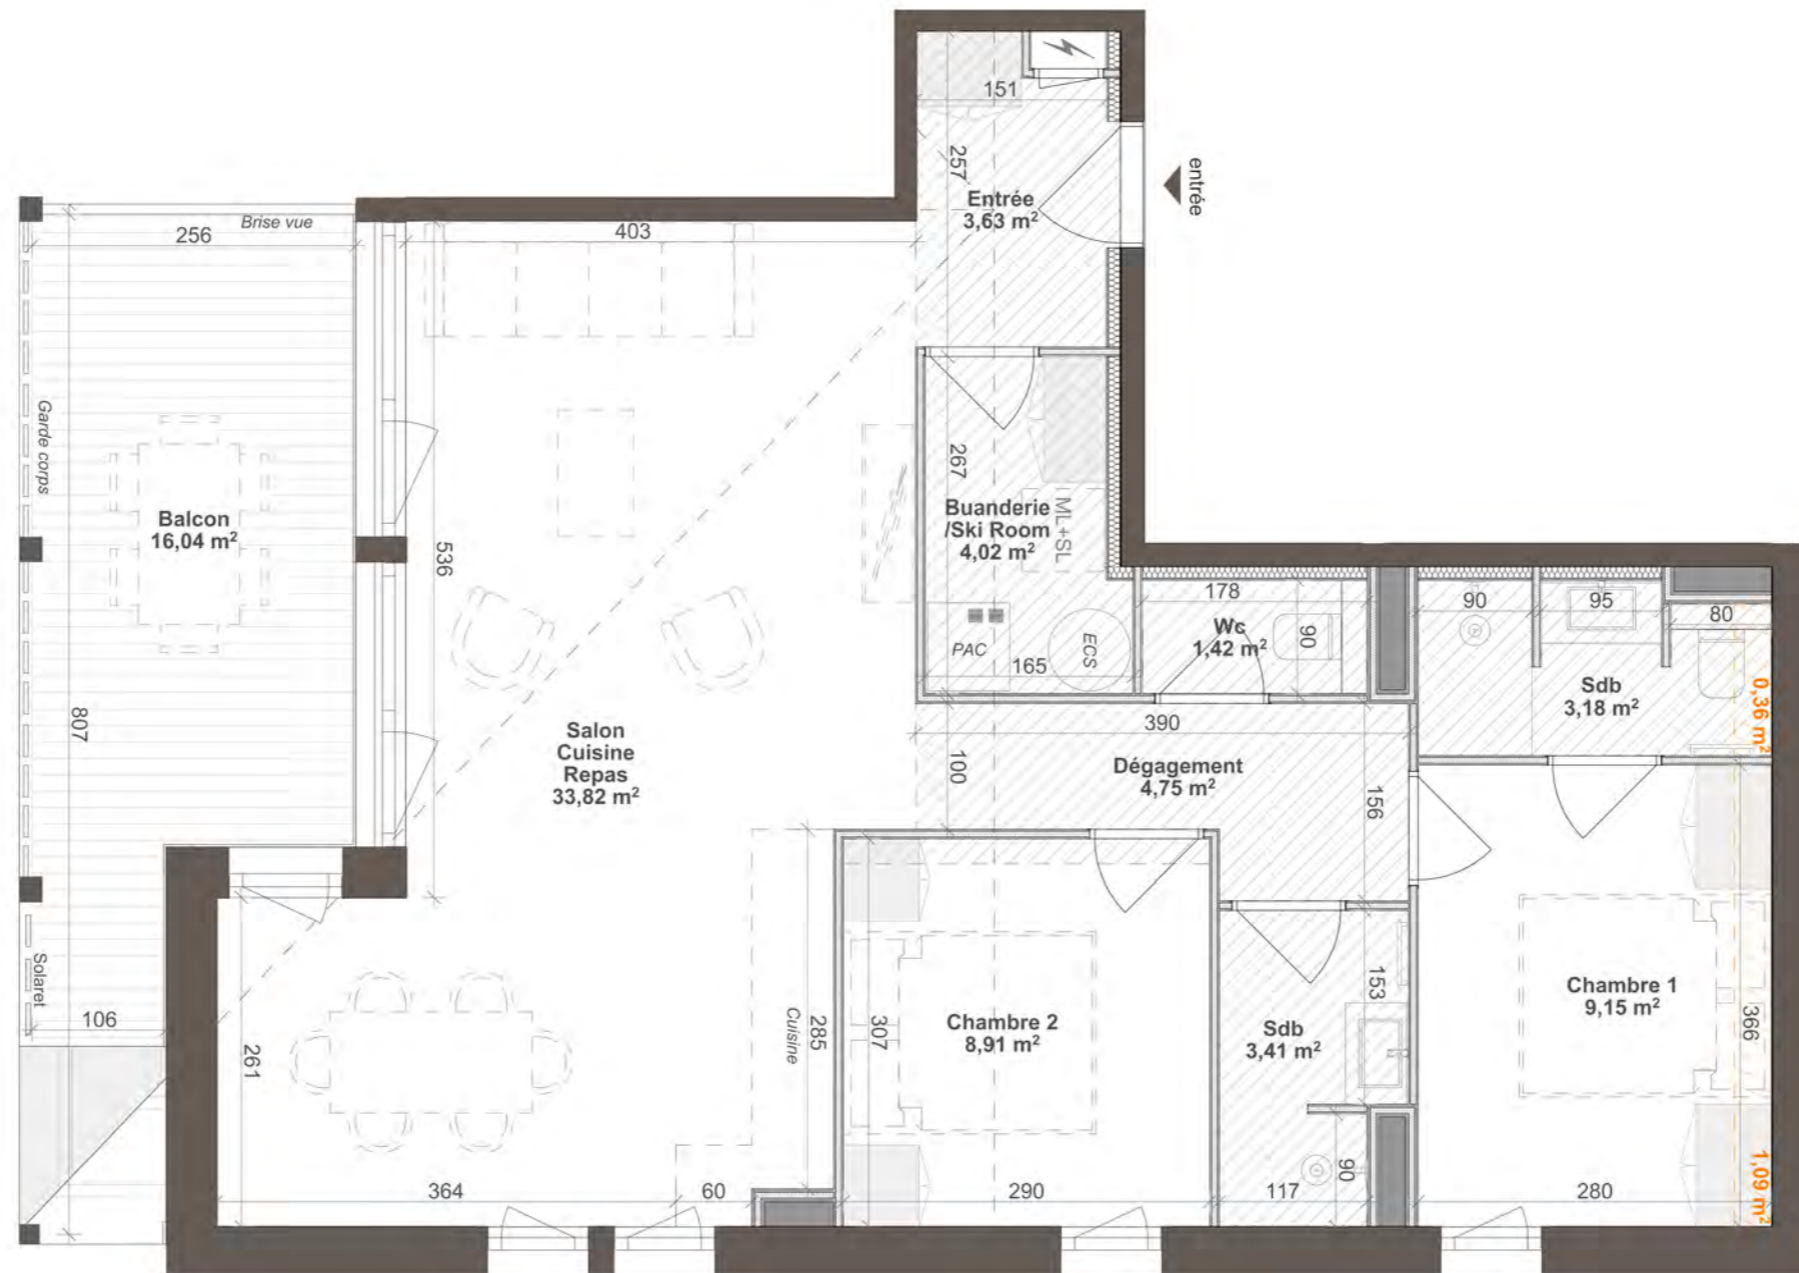 151
257
Entrée
3,63 m²
entrée
256
Brise vue
403
Garde corps
Balcon
16,04 m²
536
807
267
Buanderie
/Ski Room
4,02 m²
ML+SL
PAC
ECS
165
178
Wc
1,42 m²
90
90
95
80
Sdb
3,18 m²
0,36 m²
Salon
Cuisine
Repas
33,82 m²
390
100
Dégagement
4,75 m²
156
Solaret
106
261
285
Cuisine
307
Chambre 2
8,91 m²
153
Sdb
3,41 m²
Chambre 1
9,15 m²
366
364
60
290
117
90
280
1,09 m²